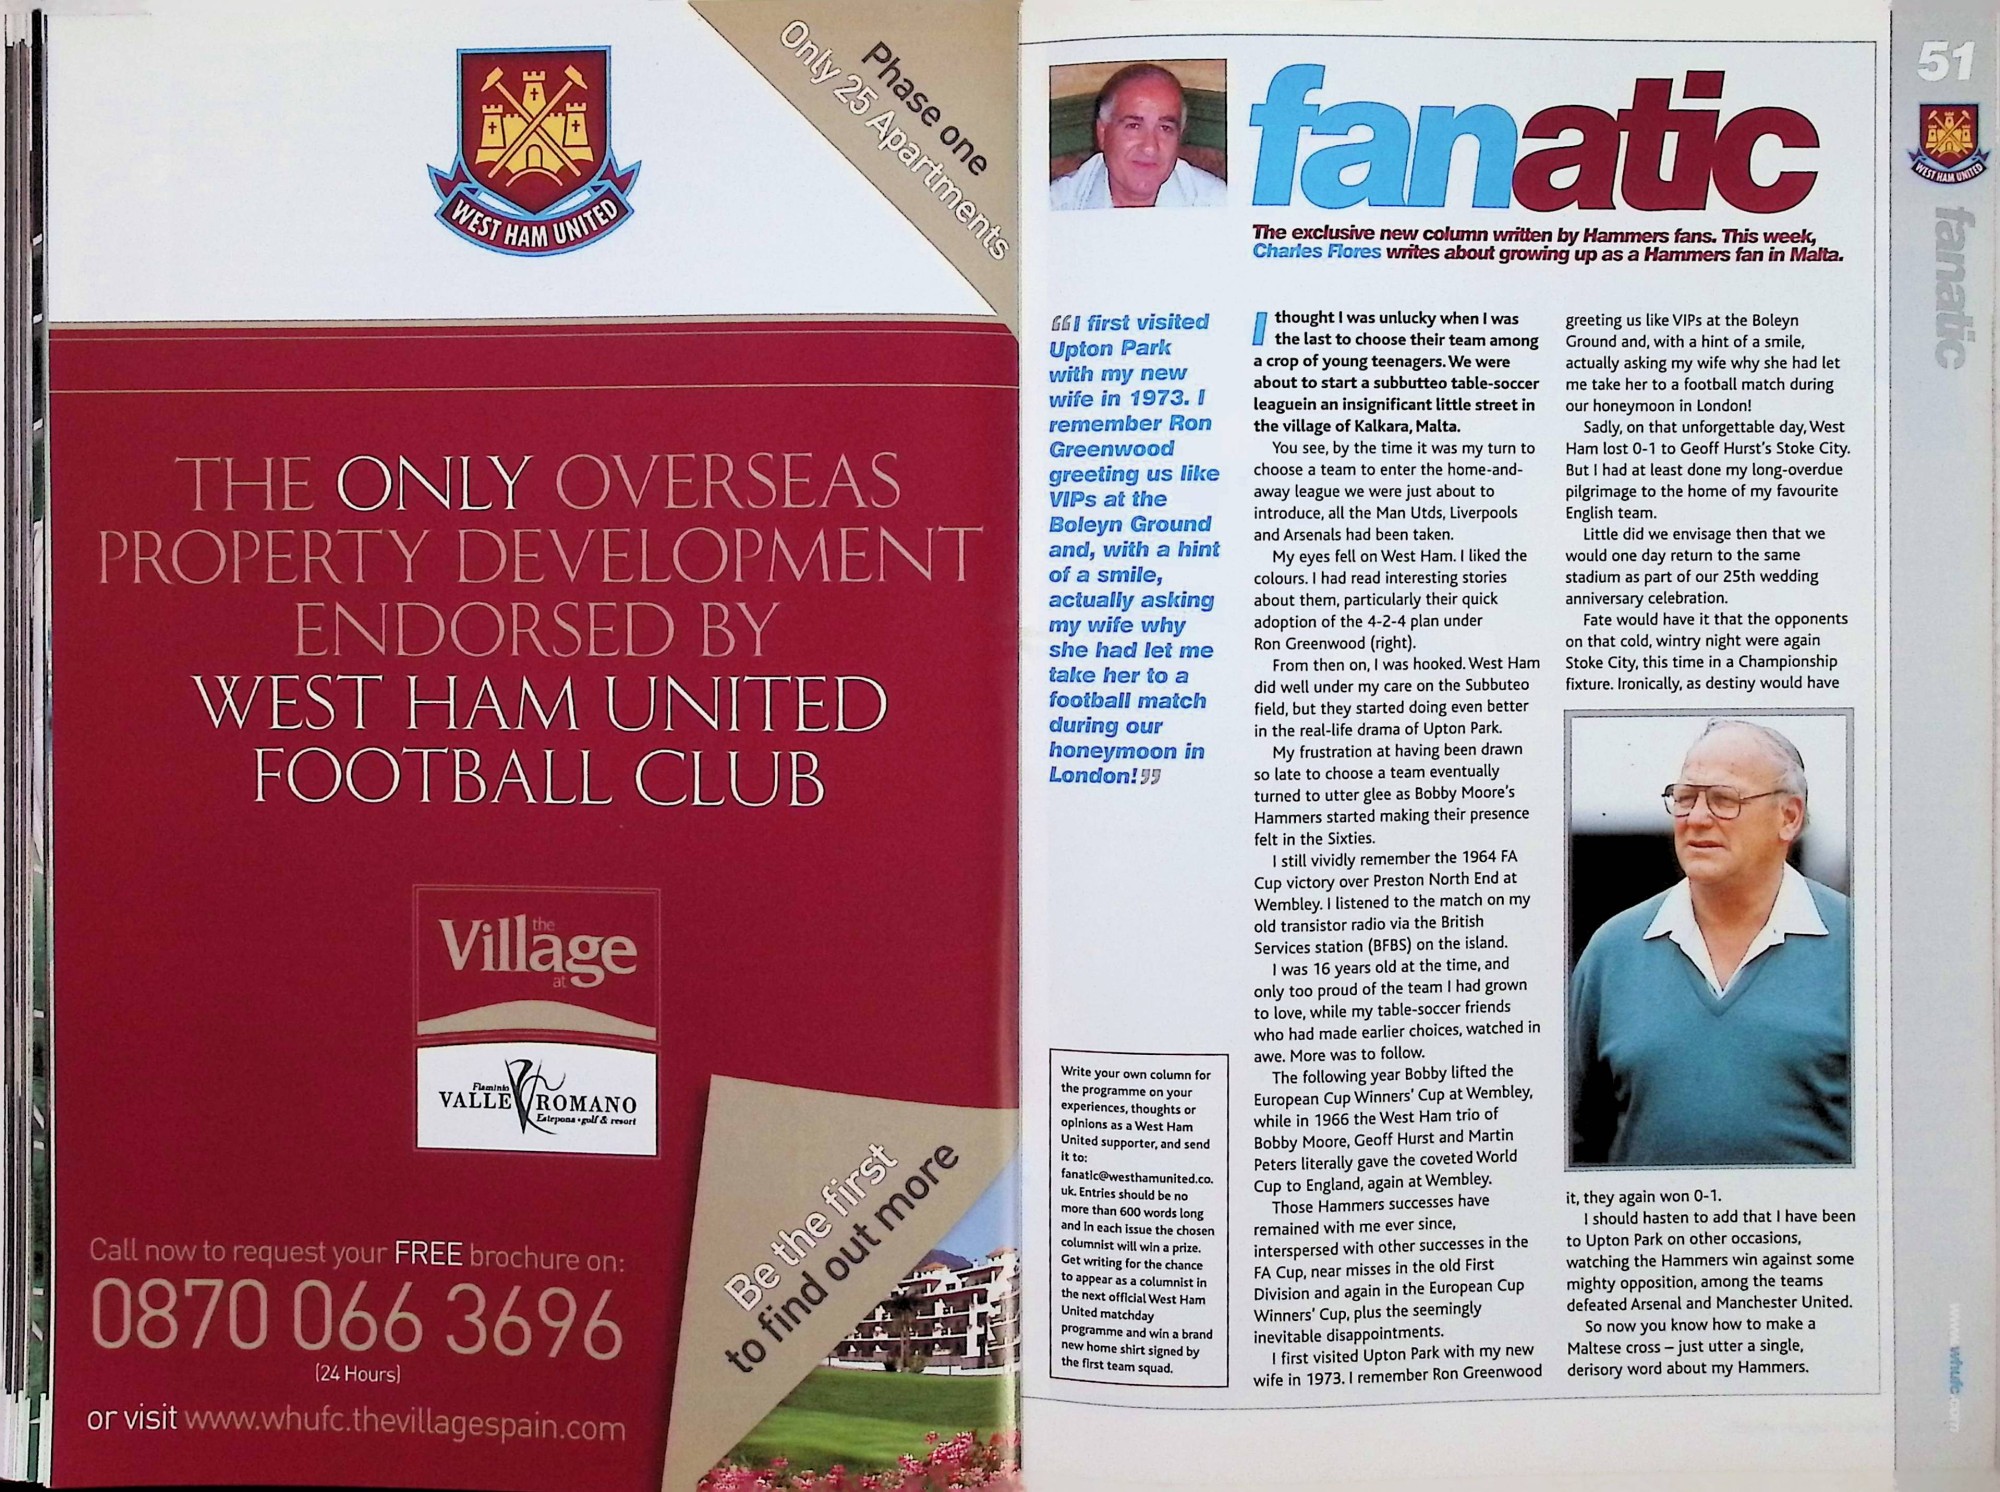 WEST HAM UNITED
Phase one
Only 25 Apartments
THE ONLY OVERSEAS
PROPERTY DEVELOPMENT
ENDORSED BY
WEST HAM UNITED
FOOTBALL CLUB
the
Village
at
Flaminio
VALLE ROMANO
Estepona • golf & resort
Be the first
to find out more
Call now to request your FREE brochure on:
0870 066 3696
(24 Hours)
or visit www.whufc.thevillagespain.com
fanatic
The exclusive new column written by Hammers fans. This week,
Charles Flores writes about growing up as a Hammers fan in Malta.
“I first visited
Upton Park
with my new
wife in 1973. I
remember Ron
Greenwood
greeting us like
VIPs at the
Boleyn Ground
and, with a hint
of a smile,
actually asking
my wife why
she had let me
take her to a
football match
during our
honeymoon in
London!”
Write your own column for
the programme on your
experiences, thoughts or
opinions as a West Ham
United supporter, and send
it to:
fanatic@westhamunited.co.
uk. Entries should be no
more than 600 words long
and in each issue the chosen
columnist will win a prize.
Get writing for the chance
to appear as a columnist in
the next official West Ham
United matchday
programme and win a brand
new home shirt signed by
the first team squad.
I thought I was unlucky when I was
the last to choose their team among
a crop of young teenagers. We were
about to start a subbutteo table-soccer
leaguein an insignificant little street in
the village of Kalkara, Malta.
You see, by the time it was my turn to
choose a team to enter the home-and-
away league we were just about to
introduce, all the Man Utds, Liverpools
and Arsenals had been taken.
My eyes fell on West Ham. I liked the
colours. I had read interesting stories
about them, particularly their quick
adoption of the 4-2-4 plan under
Ron Greenwood (right).
From then on, I was hooked. West Ham
did well under my care on the Subbuteo
field, but they started doing even better
in the real-life drama of Upton Park.
My frustration at having been drawn
so late to choose a team eventually
turned to utter glee as Bobby Moore's
Hammers started making their presence
felt in the Sixties.
I still vividly remember the 1964 FA
Cup victory over Preston North End at
Wembley. I listened to the match on my
old transistor radio via the British
Services station (BFBS) on the island.
I was 16 years old at the time, and
only too proud of the team I had grown
to love, while my table-soccer friends
who had made earlier choices, watched in
awe. More was to follow.
The following year Bobby lifted the
European Cup Winners' Cup at Wembley,
while in 1966 the West Ham trio of
Bobby Moore, Geoff Hurst and Martin
Peters literally gave the coveted World
Cup to England, again at Wembley.
Those Hammers successes have
remained with me ever since,
interspersed with other successes in the
FA Cup, near misses in the old First
Division and again in the European Cup
Winners' Cup, plus the seemingly
inevitable disappointments.
I first visited Upton Park with my new
wife in 1973. I remember Ron Greenwood
greeting us like VIPs at the Boleyn
Ground and, with a hint of a smile,
actually asking my wife why she had let
me take her to a football match during
our honeymoon in London!
Sadly, on that unforgettable day, West
Ham lost 0-1 to Geoff Hurst's Stoke City.
But I had at least done my long-overdue
pilgrimage to the home of my favourite
English team.
Little did we envisage then that we
would one day return to the same
stadium as part of our 25th wedding
anniversary celebration.
Fate would have it that the opponents
on that cold, wintry night were again
Stoke City, this time in a Championship
fixture. Ironically, as destiny would have
it, they again won 0-1.
I should hasten to add that I have been
to Upton Park on other occasions,
watching the Hammers win against some
mighty opposition, among the teams
defeated Arsenal and Manchester United.
So now you know how to make a
Maltese cross – just utter a single,
derisory word about my Hammers.
51
WEST HAM UNITED
fanatic
www.whufc.com